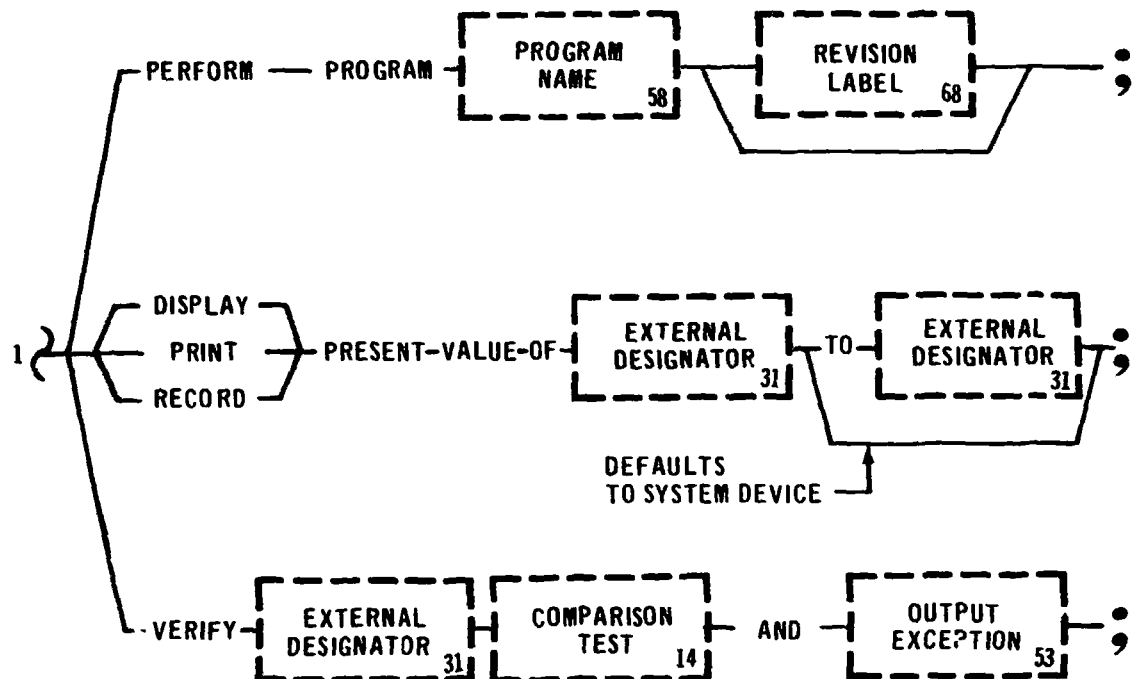 PERFORM — PROGRAM PROGRAM NAME 58 REVISION LABEL 68 ;
1 DISPLAY
PRINT
RECORD
PRESENT-VALUE-OF EXTERNAL DESIGNATOR 31 TO EXTERNAL DESIGNATOR 31 ;
DEFAULTS
TO SYSTEM DEVICE
VERIFY EXTERNAL DESIGNATOR 31 COMPARISON TEST 14 AND OUTPUT EXCEPTION 53 ;